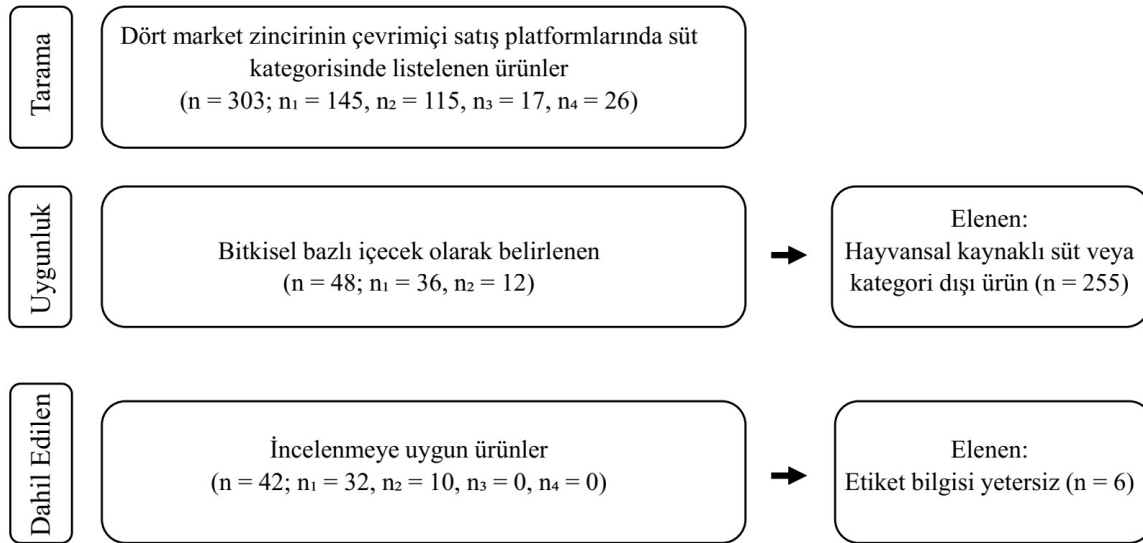 Tarama
Dört market zincirinin çevrimiçi satış platformlarında süt
kategorisinde listelenen ürünler
(n = 303; n₁ = 145, n₂ = 115, n₃ = 17, n₄ = 26)
Uygunluk
Bitkisel bazlı içecek olarak belirlenen
(n = 48; n₁ = 36, n₂ = 12)
Elenen:
Hayvansal kaynaklı süt veya
kategori dışı ürün (n = 255)
Dahil Edilen
İncelenmeye uygun ürünler
(n = 42; n₁ = 32, n₂ = 10, n₃ = 0, n₄ = 0)
Elenen:
Etiket bilgisi yetersiz (n = 6)